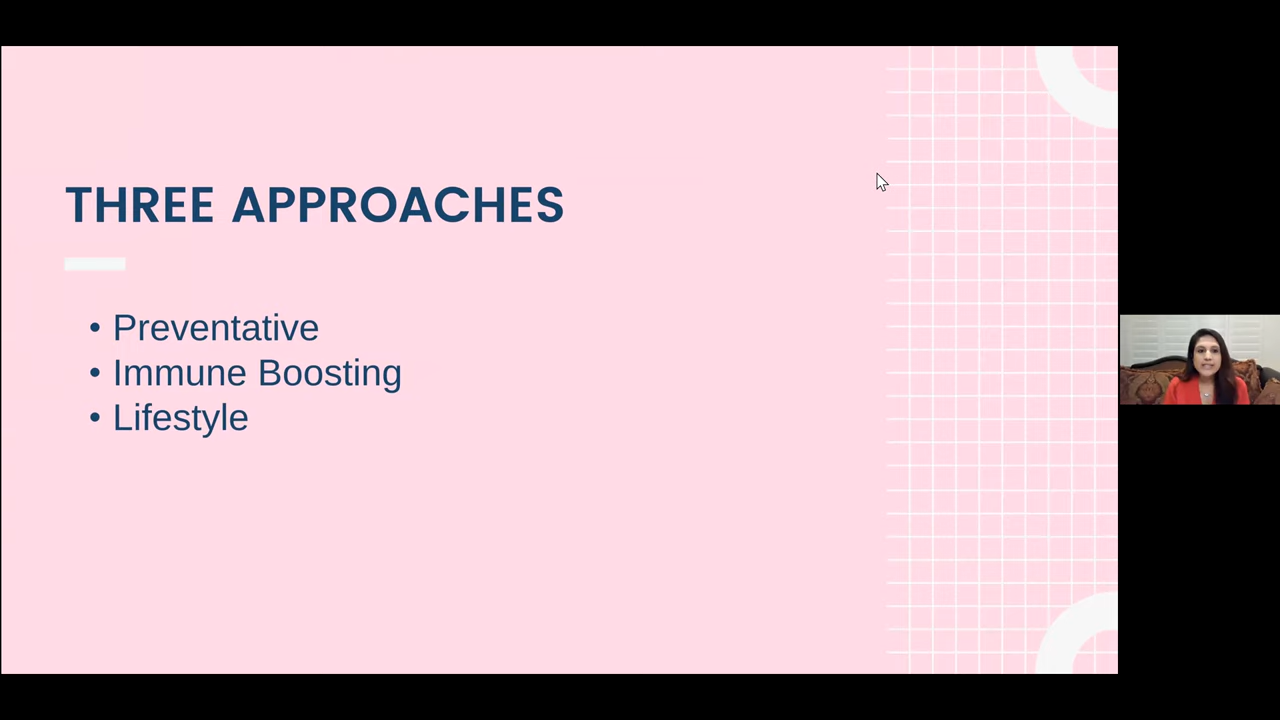 THREE APPROACHES
• Preventative
• Immune Boosting
• Lifestyle